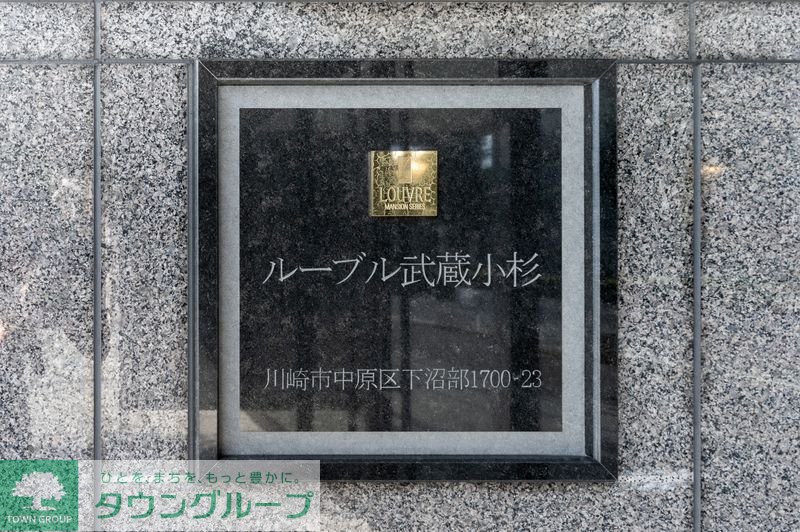 LOUVRE
MANSION SERIES
ルーブル武蔵小杉
川崎市中原区下沼部1700-23
TOWN GROUP
ひとを、まちを、もっと豊かに。
タウングループ